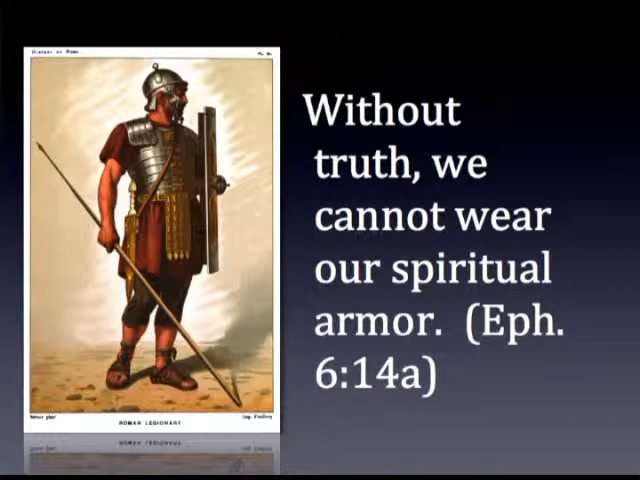 Without
truth, we
cannot wear
our spiritual
armor. (Eph.
6:14a)
ROMAN LEGIONARY